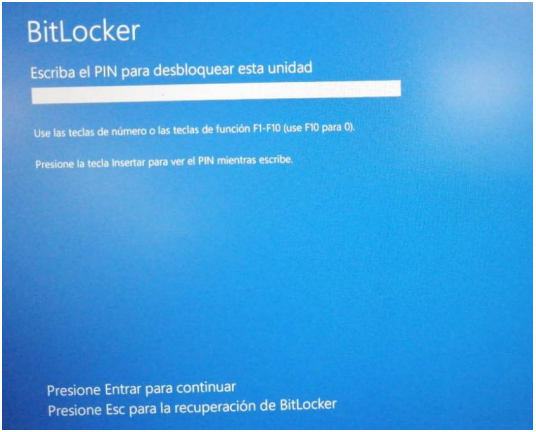 BitLocker
Escriba el PIN para desbloquear esta unidad
Use las teclas de número o las teclas de función F1-F10 (use F10 para 0).
Presione la tecla Insertar para ver el PIN mientras escribe.
Presione Entrar para continuar
Presione Esc para la recuperación de BitLocker